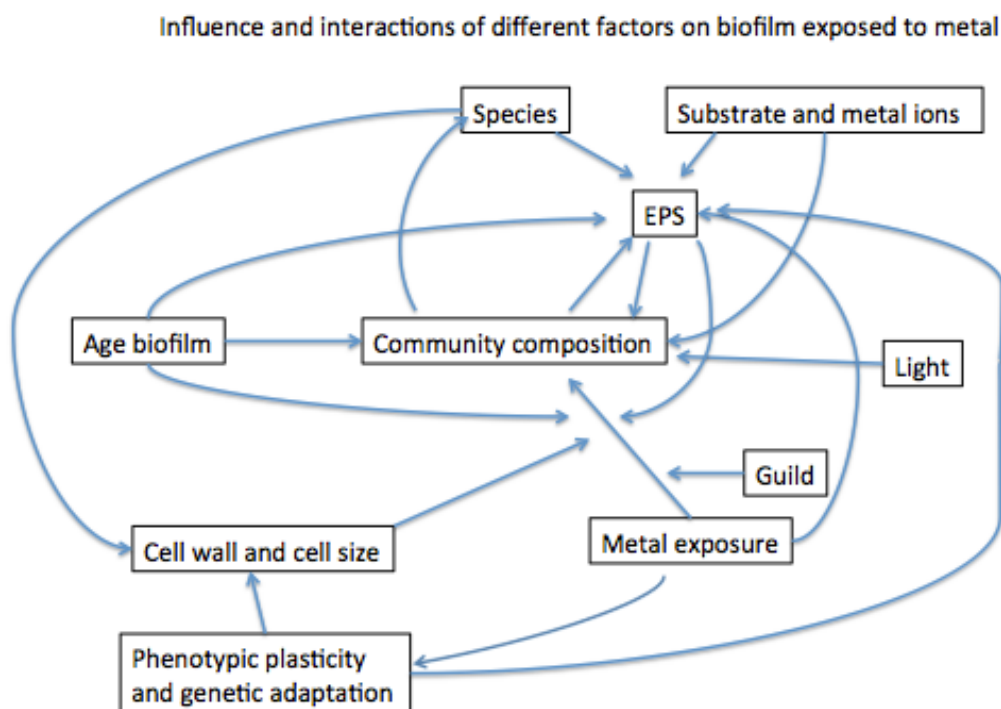 Influence and interactions of different factors on biofilm exposed to metal
Species
Substrate and metal ions
EPS
Age biofilm
Community composition
Light
Guild
Cell wall and cell size
Metal exposure
Phenotypic plasticity
and genetic adaptation